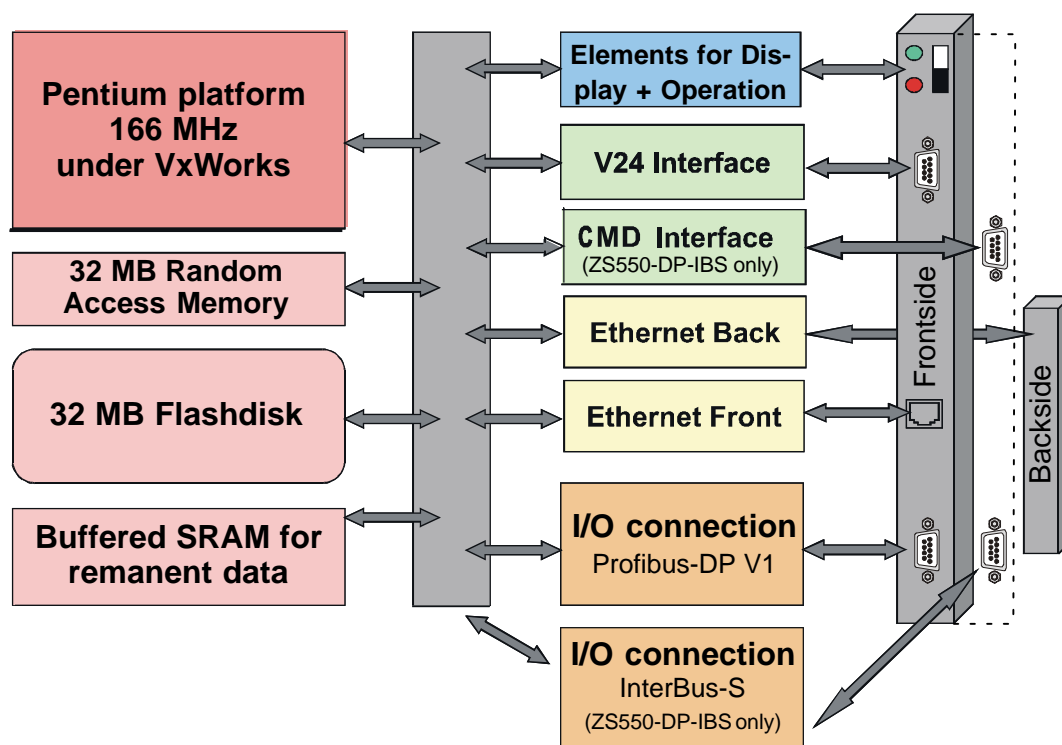 Pentium platform
166 MHz
under VxWorks
32 MB Random
Access Memory
32 MB Flashdisk
Buffered SRAM for
remanent data
Elements for Dis-
play + Operation
V24 Interface
CMD Interface
(ZS550-DP-IBS only)
Ethernet Back
Ethernet Front
I/O connection
Profibus-DP V1
I/O connection
InterBus-S
(ZS550-DP-IBS only)
Frontside
Backside